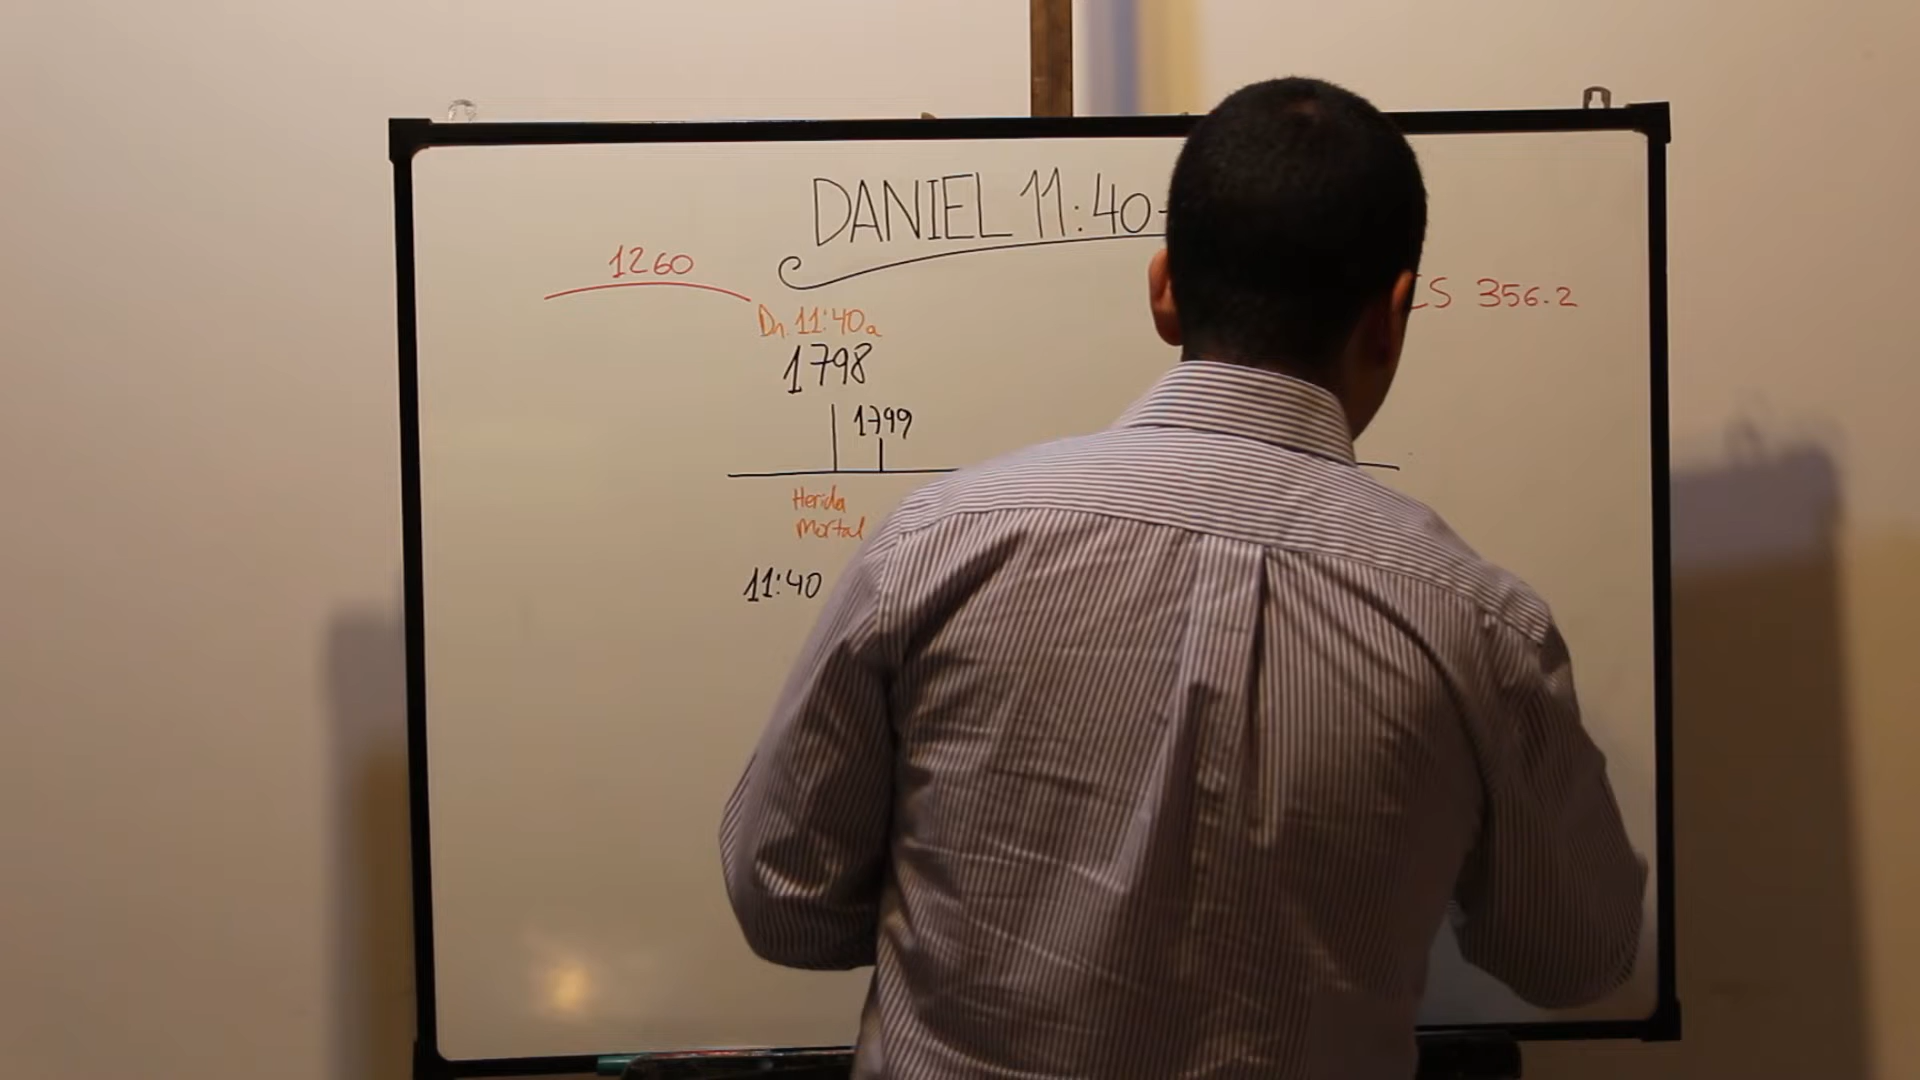 DANIEL 11:40-
1260
Dn. 11:40a
1798
1799
Herida
Mortal
11:40
CS 356.2